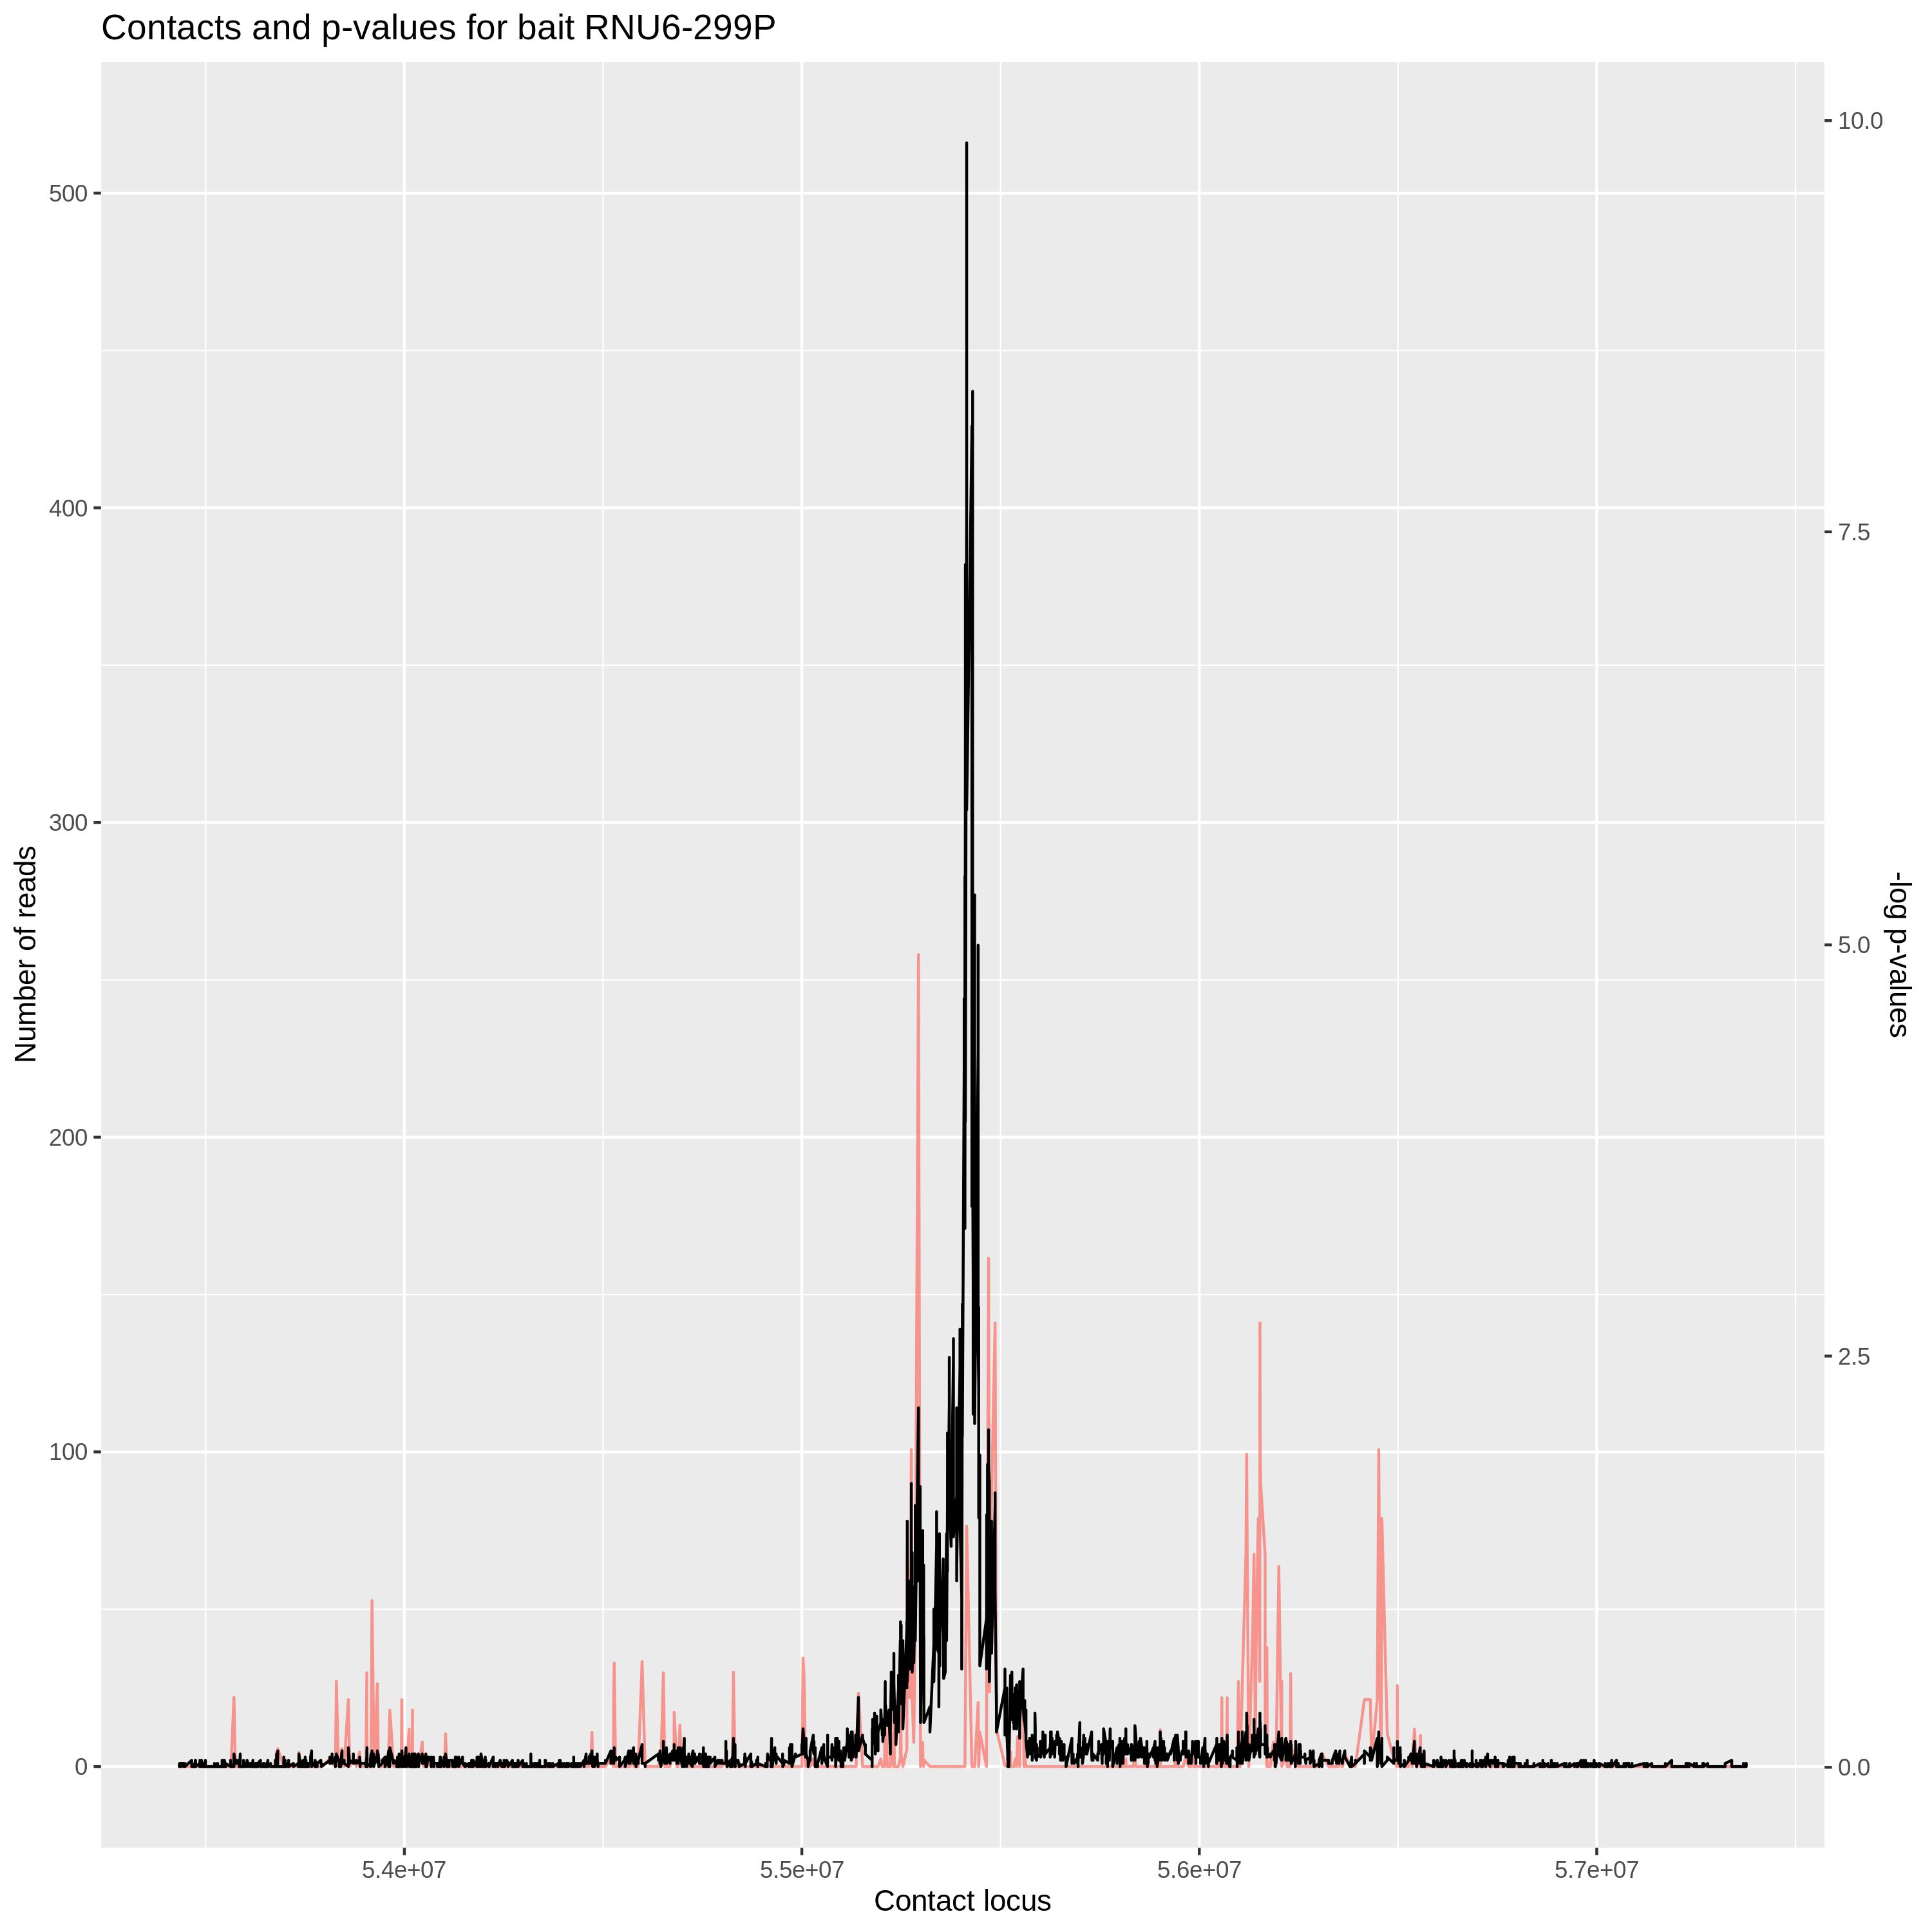 Contacts and p-values for bait RNU6-299P
Number of reads
500
400
300
200
100
0
10.0
7.5
5.0
2.5
0.0
-log p-values
5.4e+07
5.5e+07
5.6e+07
5.7e+07
Contact locus